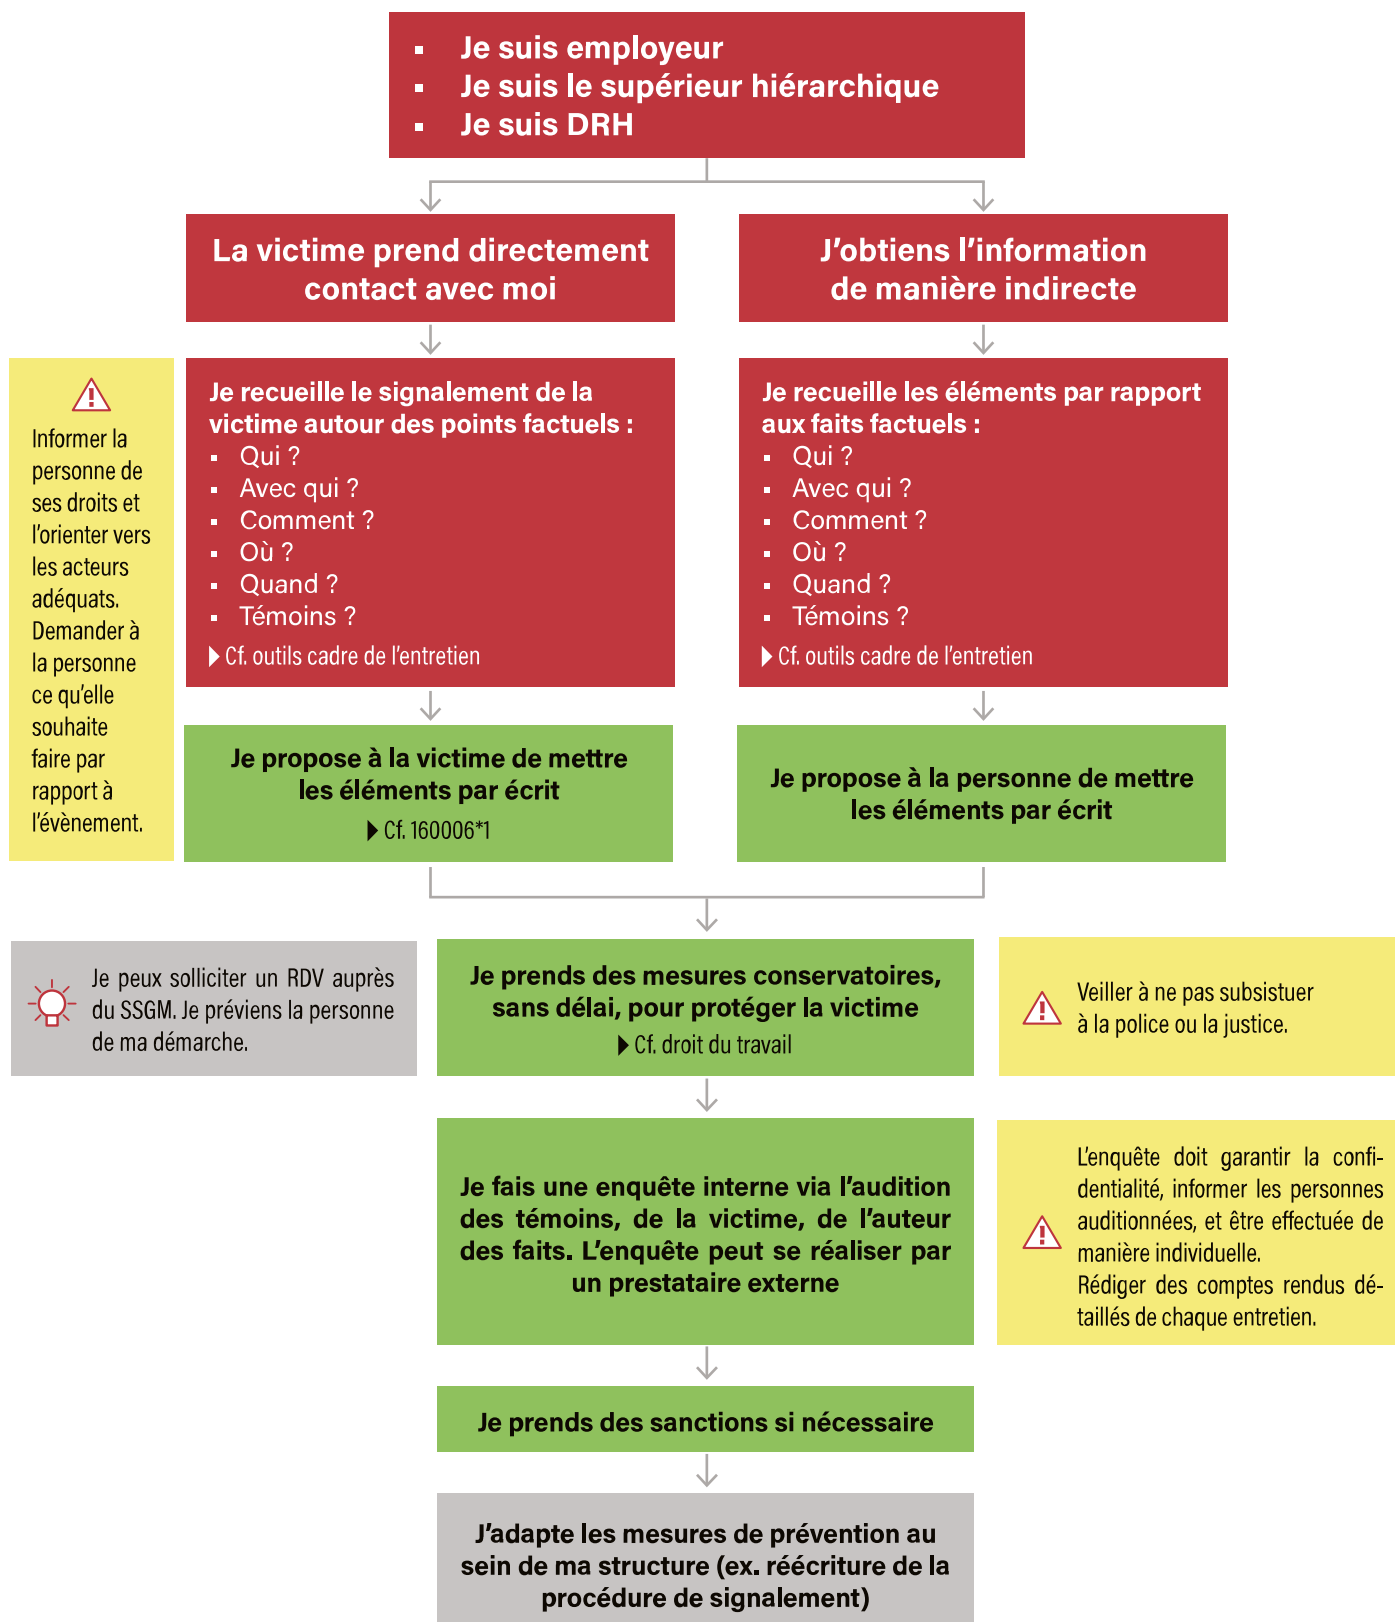 ▪ Je suis employeur
▪ Je suis le supérieur hiérarchique
▪ Je suis DRH
La victime prend directement
contact avec moi
J'obtiens l'information
de manière indirecte
Informer la
personne de
ses droits et
l'orienter vers
les acteurs
adéquats.
Demander à
la personne
ce qu'elle
souhaite
faire par
rapport à
l'évènement.
Je recueille le signalement de la
victime autour des points factuels :
▪ Qui ?
▪ Avec qui ?
▪ Comment ?
▪ Où ?
▪ Quand ?
▪ Témoins ?
Cf. outils cadre de l'entretien
Je recueille les éléments par rapport
aux faits factuels :
▪ Qui ?
▪ Avec qui ?
▪ Comment ?
▪ Où ?
▪ Quand ?
▪ Témoins ?
Cf. outils cadre de l'entretien
Je propose à la victime de mettre
les éléments par écrit
Cf. 160006*1
Je propose à la personne de mettre
les éléments par écrit
Je peux solliciter un RDV auprès
du SSGM. Je préviens la personne
de ma démarche.
Je prends des mesures conservatoires,
sans délai, pour protéger la victime
Cf. droit du travail
Veiller à ne pas subsistuer
à la police ou la justice.
Je fais une enquête interne via l'audition
des témoins, de la victime, de l'auteur
des faits. L'enquête peut se réaliser par
un prestataire externe
L'enquête doit garantir la confi-
dentialité, informer les personnes
auditionnées, et être effectuée de
manière individuelle.
Rédiger des comptes rendus dé-
taillés de chaque entretien.
Je prends des sanctions si nécessaire
J'adapte les mesures de prévention au
sein de ma structure (ex. réécriture de la
procédure de signalement)